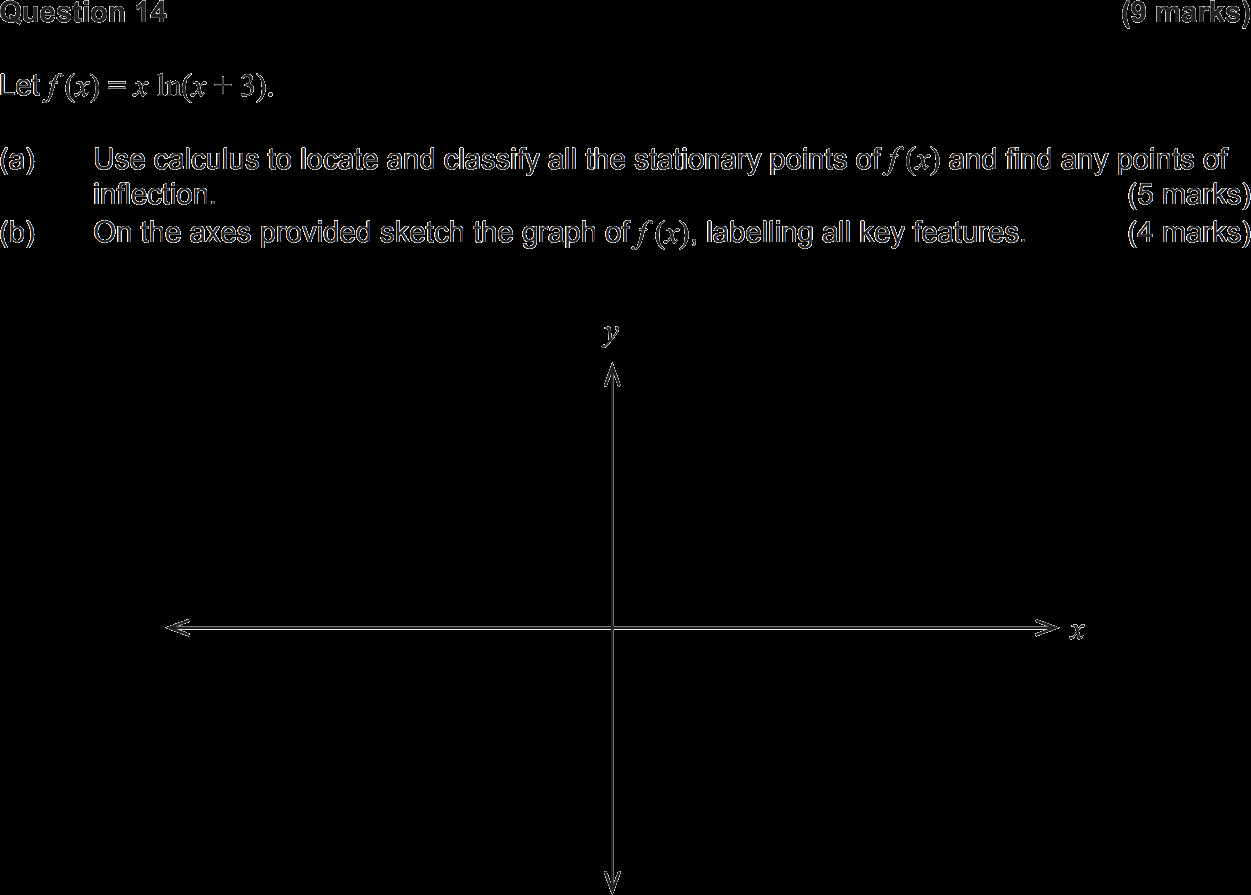 Question 14 (9 marks)
Let f (x) = x ln(x + 3).
(a) Use calculus to locate and classify all the stationary points of f (x) and find any points of
inflection. (5 marks)
(b) On the axes provided sketch the graph of f (x), labelling all key features. (4 marks)
y
x